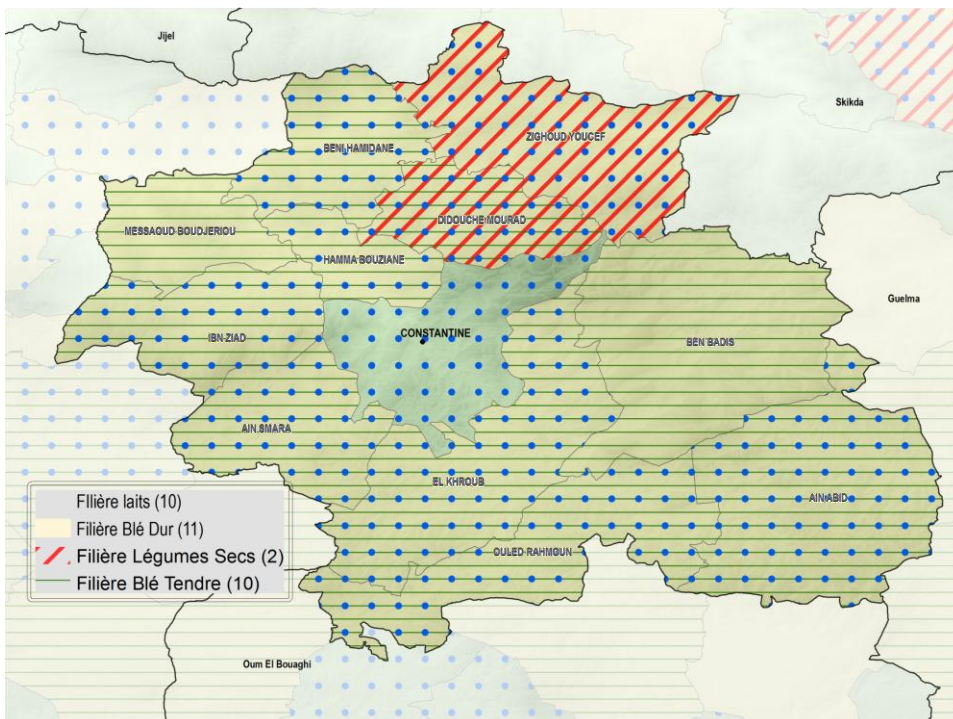 Jijel
Skikda
ZIGHOUD YOUCEF
BENI HAMIDANE
DIDOUCHE MOURAD
MESSAOUD BOUDJERIOU
HAMMA BOUZIANE
Guelma
CONSTANTINE
IBN ZIAD
BEN BADIS
AIN SMARA
EL KHROUB
AIN ABID
OULED RAHMOUN
FIlière laits (10)
Filière Blé Dur (11)
Filière Légumes Secs (2)
Filière Blé Tendre (10)
Oum El Bouaghi